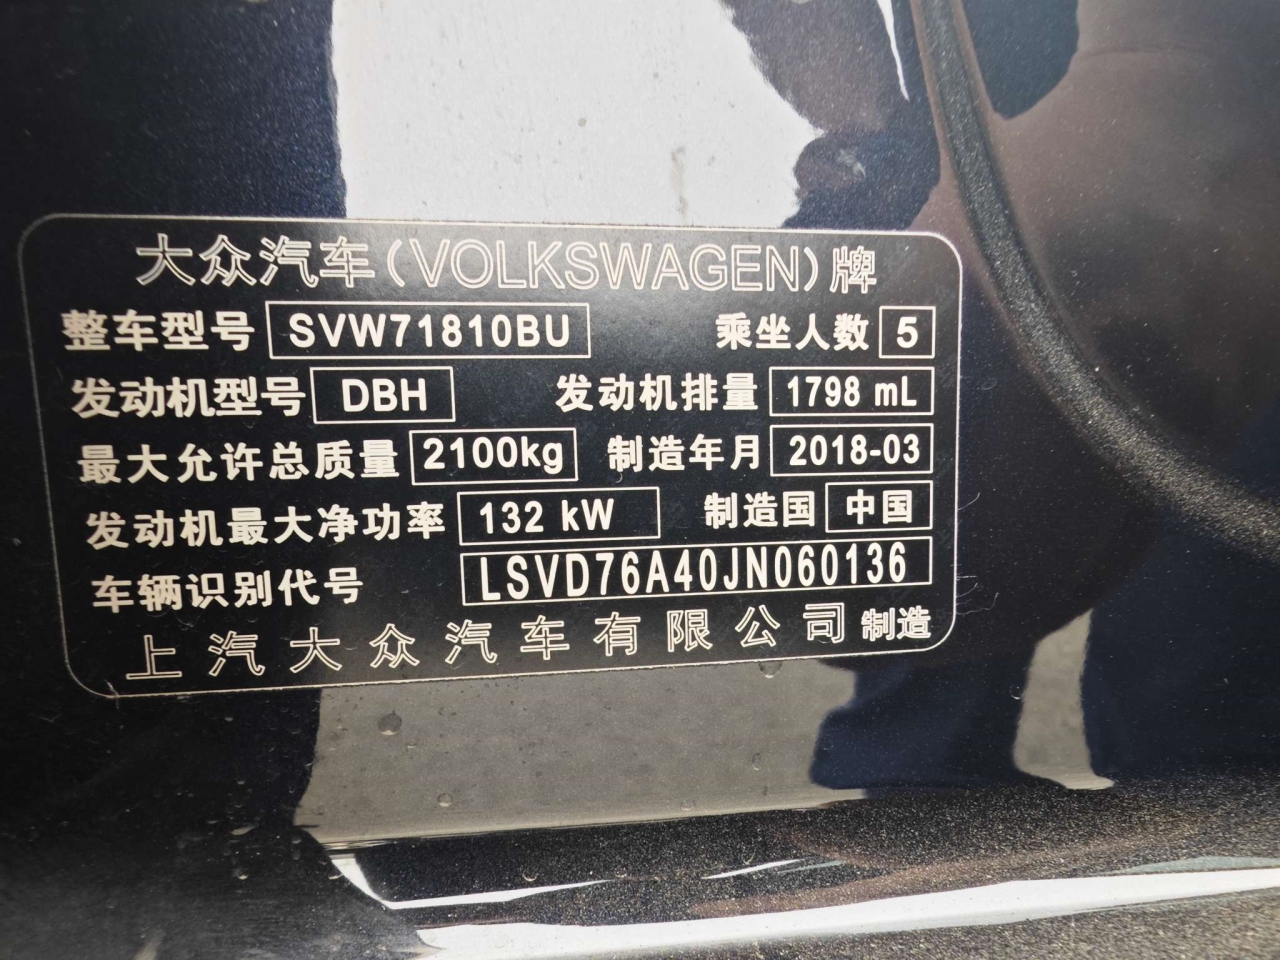 大众汽车(VOLKSWAGEN)牌
整车型号 SVW71810BU 乘坐人数 5
发动机型号 DBH 发动机排量 1798 mL
最大允许总质量 2100kg 制造年月 2018-03
发动机最大净功率 132 kW 制造国 中国
车辆识别代号 LSVD76A40JN060136
上汽大众汽车有限公司 制造